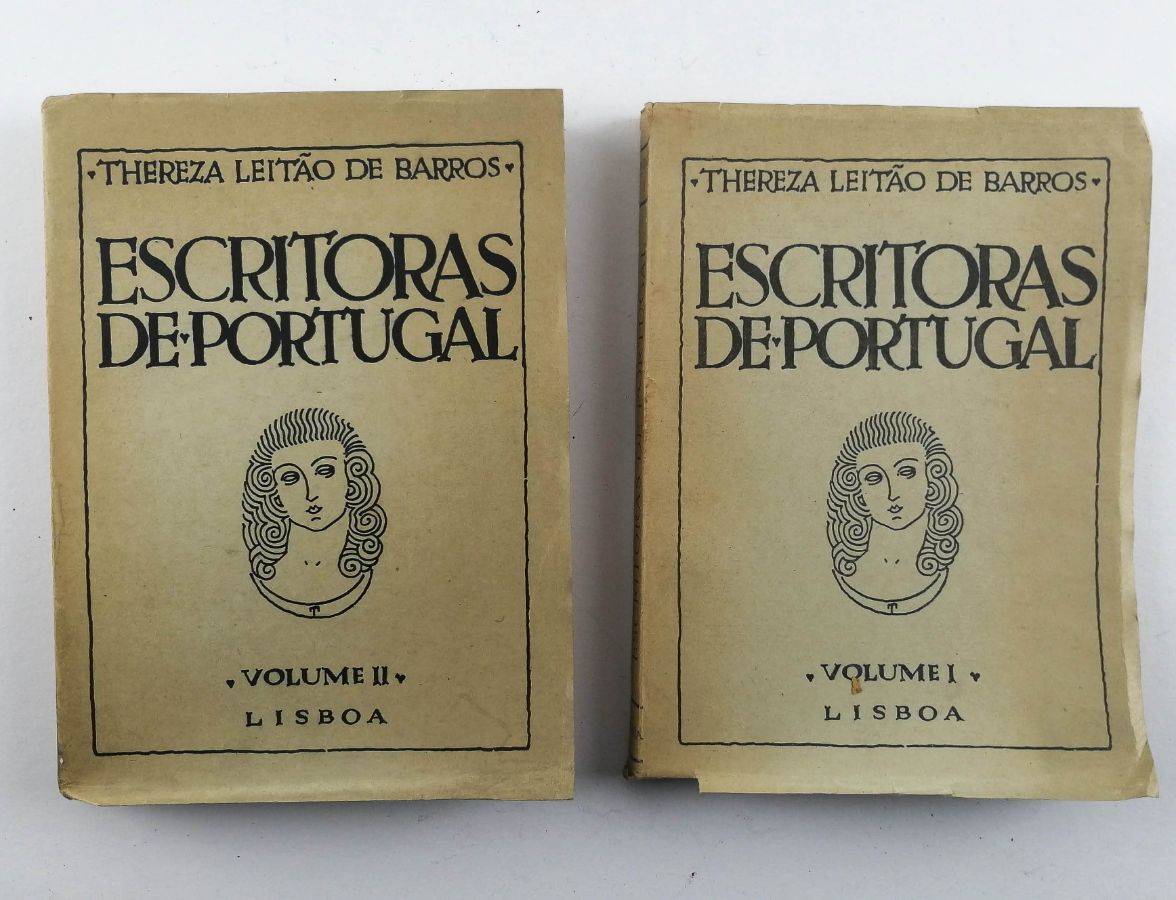 THEREZA LEITÃO DE BARROS
ESCRITORAS
DE PORTUGAL
VOLUME II
LISBOA
THEREZA LEITÃO DE BARROS
ESCRITORAS
DE PORTUGAL
VOLUME I
LISBOA